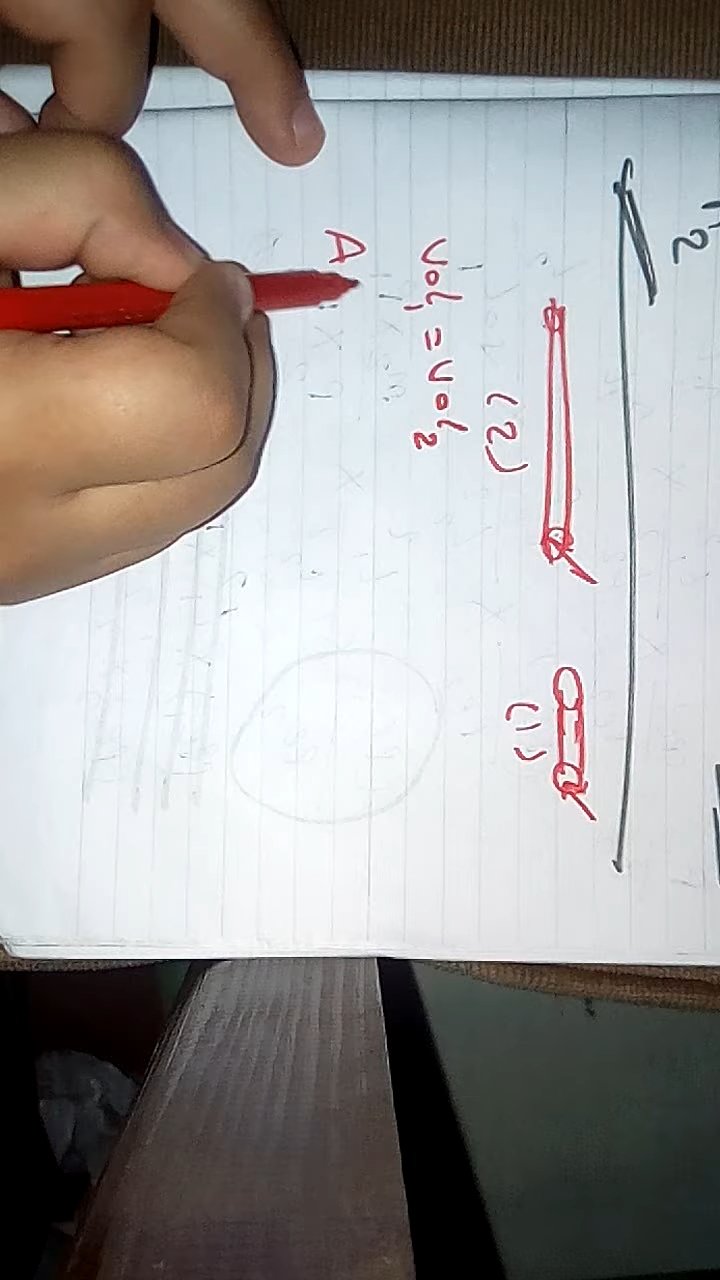 (2) (1)
Vol₁ = Vol₂
A